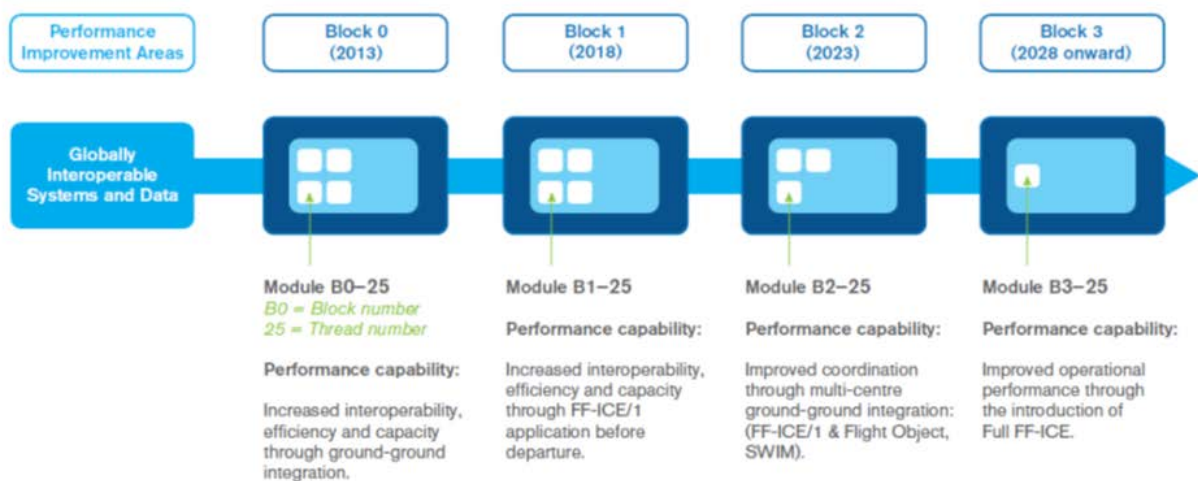 Performance
Improvement Areas
Block 0
(2013)
Block 1
(2018)
Block 2
(2023)
Block 3
(2028 onward)
Globally
Interoperable
Systems and Data
Module B0–25
B0 = Block number
25 = Thread number
Performance capability:
Increased interoperability,
efficiency and capacity
through ground-ground
integration.
Module B1–25
Performance capability:
Increased interoperability,
efficiency and capacity
through FF-ICE/1
application before
departure.
Module B2–25
Performance capability:
Improved coordination
through multi-centre
ground-ground integration:
(FF-ICE/1 & Flight Object,
SWIM).
Module B3–25
Performance capability:
Improved operational
performance through
the introduction of
Full FF-ICE.